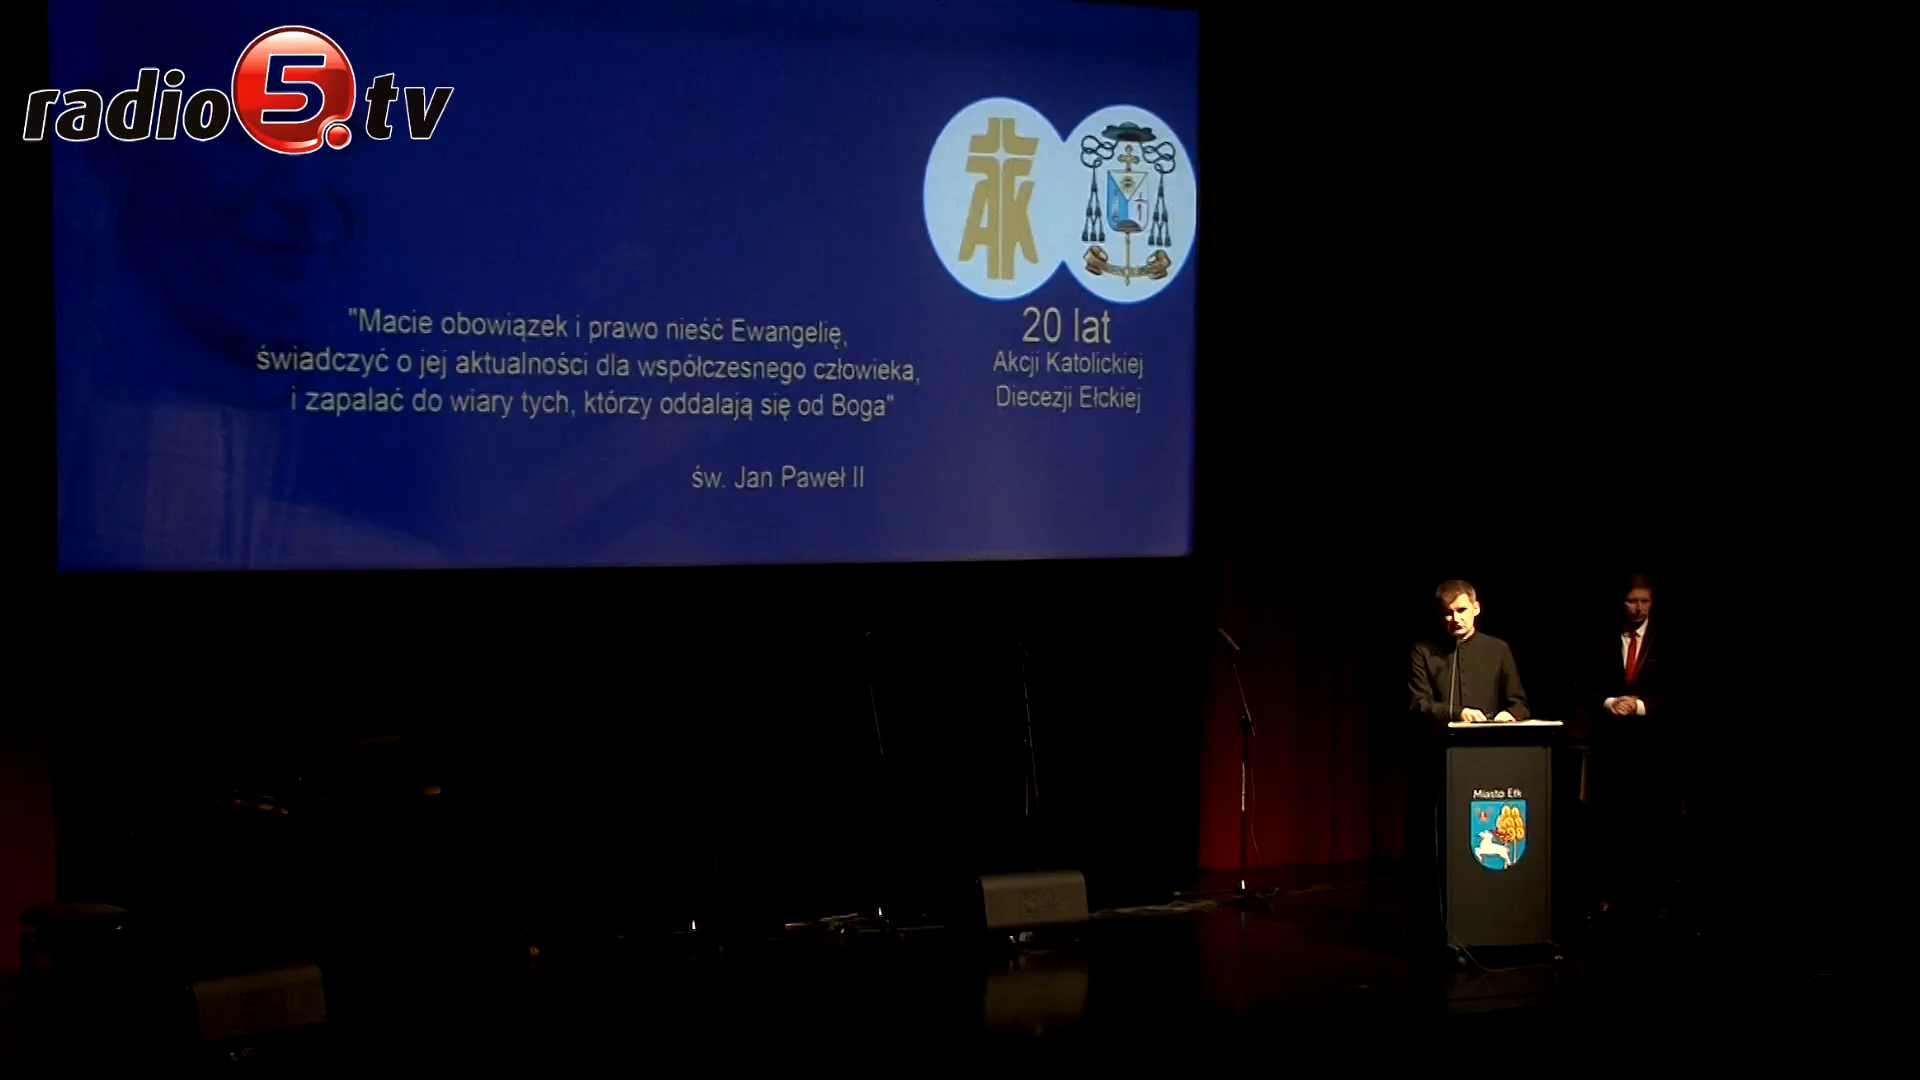 radio5.tv
"Macie obowiązek i prawo nieść Ewangelię,
świadczyć o jej aktualności dla współczesnego człowieka,
i zapalać do wiary tych, którzy oddalają się od Boga"
św. Jan Paweł II
AK
20 lat
Akcji Katolickiej
Diecezji Ełckiej
Miasto Ełk